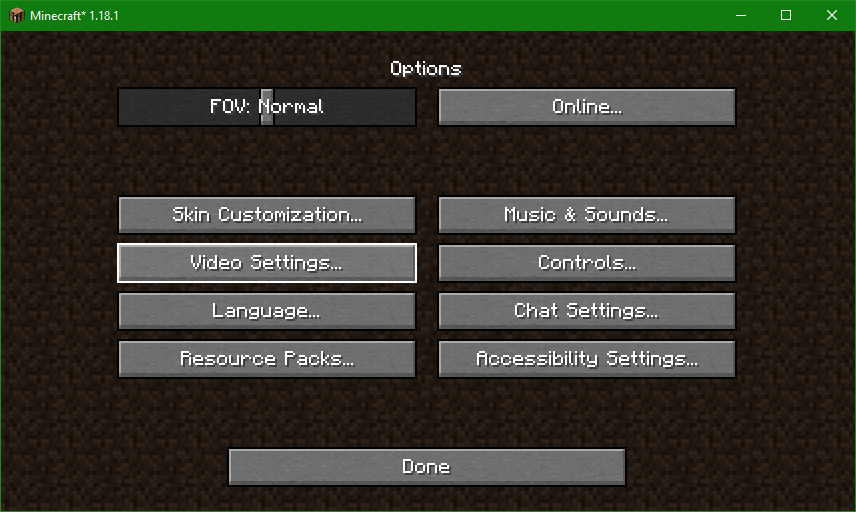 Minecraft* 1.18.1
Options
FOV: Normal
Online...
Skin Customization...
Music & Sounds...
Video Settings...
Controls...
Language...
Chat Settings...
Resource Packs...
Accessibility Settings...
Done